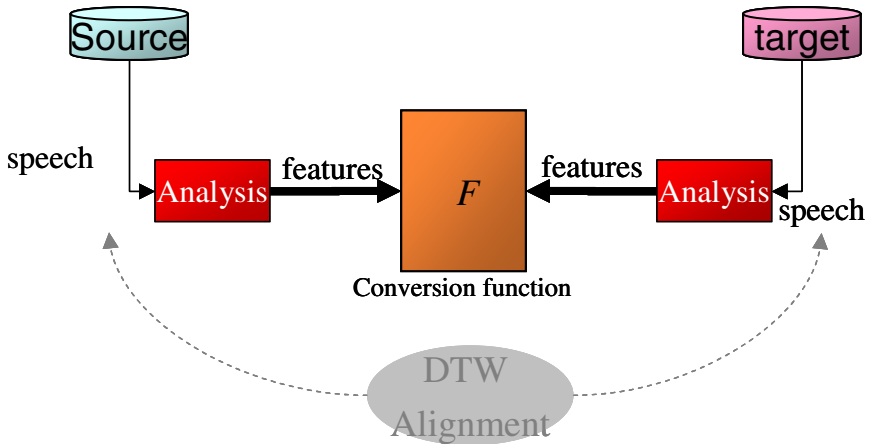 Source
target
speech
Analysis
features
F
features
Analysis
speech
Conversion function
DTW
Alignment